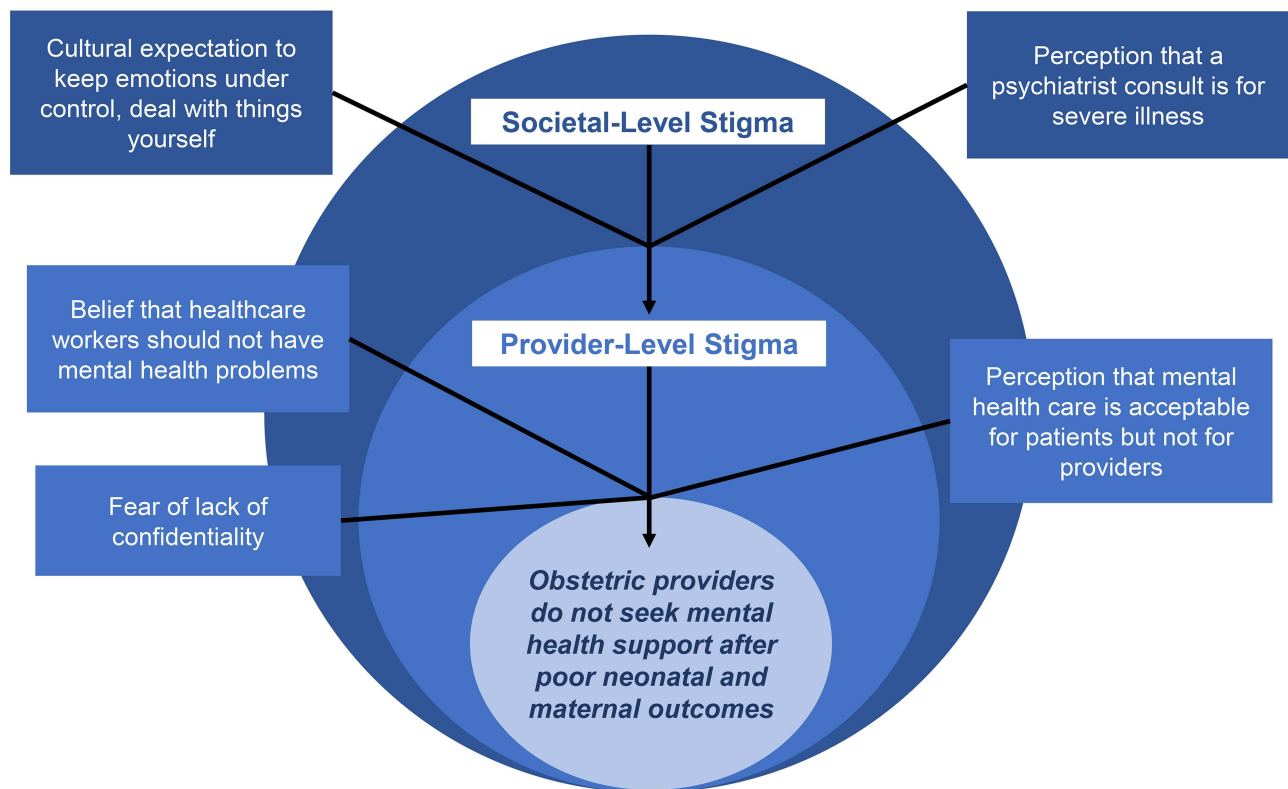 Cultural expectation to
keep emotions under
control, deal with things
yourself
Perception that a
psychiatrist consult is for
severe illness
Societal-Level Stigma
Belief that healthcare
workers should not have
mental health problems
Provider-Level Stigma
Perception that mental
health care is acceptable
for patients but not for
providers
Fear of lack of
confidentiality
Obstetric providers
do not seek mental
health support after
poor neonatal and
maternal outcomes